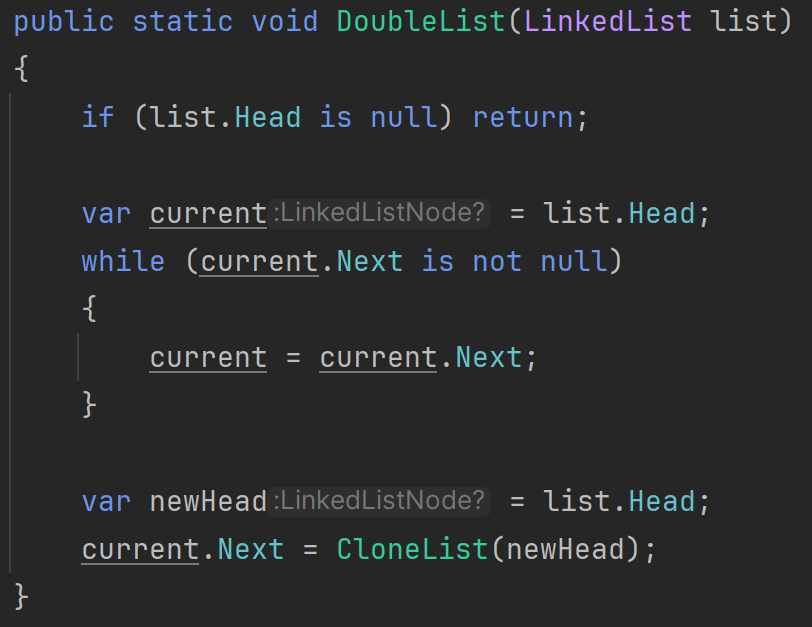 public static void DoubleList(LinkedList list)
{
    if (list.Head is null) return;

    var current:LinkedListNode? = list.Head;
    while (current.Next is not null)
    {
        current = current.Next;
    }

    var newHead:LinkedListNode? = list.Head;
    current.Next = CloneList(newHead);
}